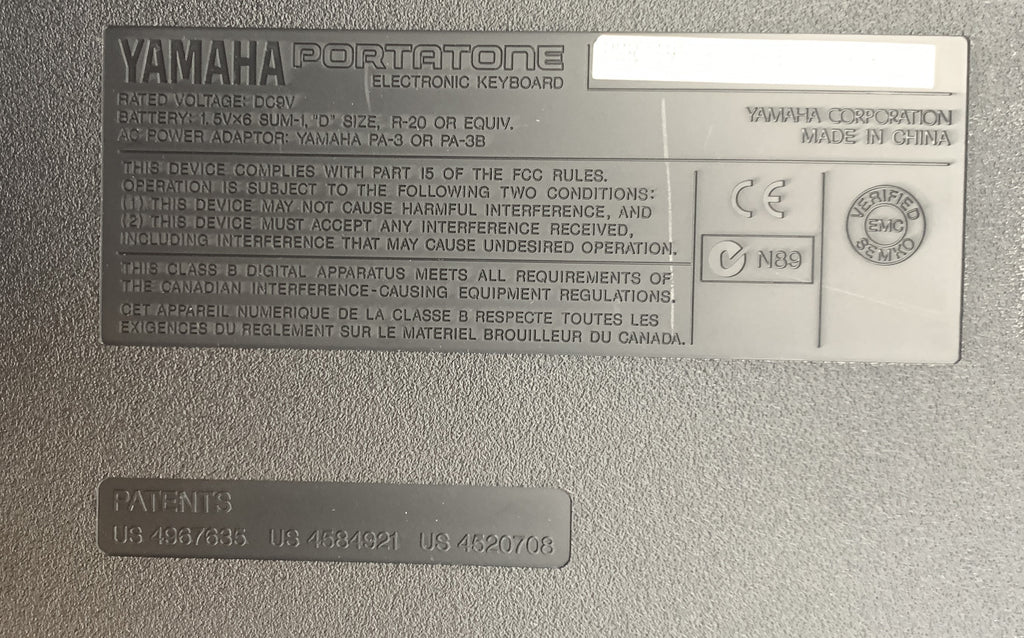 YAMAHA PORTATONE
ELECTRONIC KEYBOARD
RATED VOLTAGE: DC9V
BATTERY: 1.5V×6 SUM-1, "D" SIZE, R-20 OR EQUIV.
AC POWER ADAPTOR: YAMAHA PA-3 OR PA-3B
YAMAHA CORPORATION
MADE IN CHINA
THIS DEVICE COMPLIES WITH PART 15 OF THE FCC RULES.
OPERATION IS SUBJECT TO THE FOLLOWING TWO CONDITIONS:
(1) THIS DEVICE MAY NOT CAUSE HARMFUL INTERFERENCE, AND
(2) THIS DEVICE MUST ACCEPT ANY INTERFERENCE RECEIVED,
INCLUDING INTERFERENCE THAT MAY CAUSE UNDESIRED OPERATION.
THIS CLASS B DIGITAL APPARATUS MEETS ALL REQUIREMENTS OF
THE CANADIAN INTERFERENCE-CAUSING EQUIPMENT REGULATIONS.
CET APPAREIL NUMERIQUE DE LA CLASSE B RESPECTE TOUTES LES
EXIGENCES DU REGLEMENT SUR LE MATERIEL BROUILLEUR DU CANADA.
CE
N89
VERIFIED
EMC
SEMKO
PATENTS
US 4967635 US 4584921 US 4520708